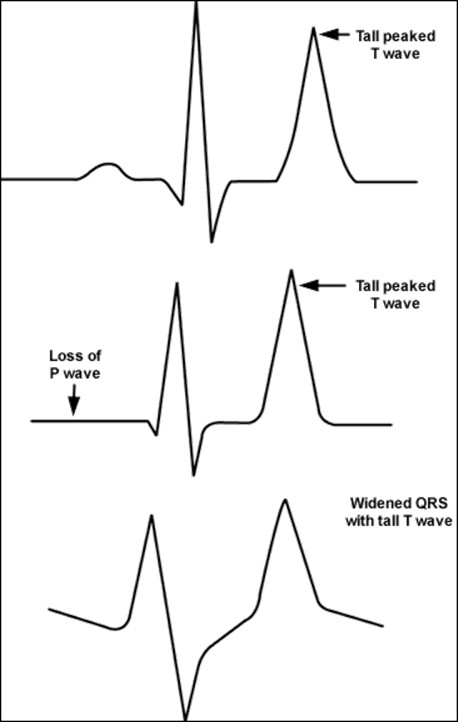 Tall peaked
T wave
Tall peaked
T wave
Loss of
P wave
Widened QRS
with tall T wave